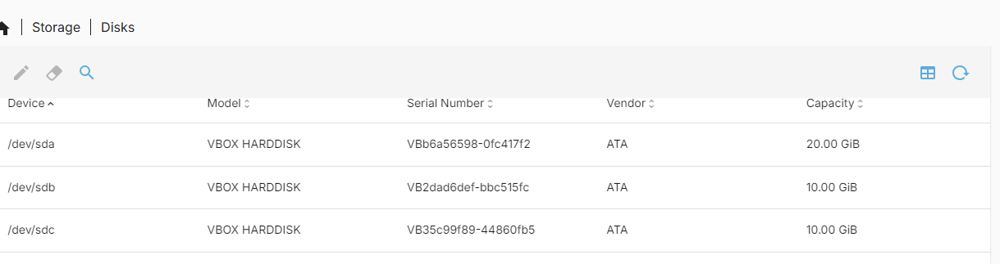 Storage | Disks
Device Model Serial Number Vendor Capacity
/dev/sda VBOX HARDDISK VBb6a56598-0fc417f2 ATA 20.00 GiB
/dev/sdb VBOX HARDDISK VB2dad6def-bbc515fc ATA 10.00 GiB
/dev/sdc VBOX HARDDISK VB35c99f89-44860fb5 ATA 10.00 GiB